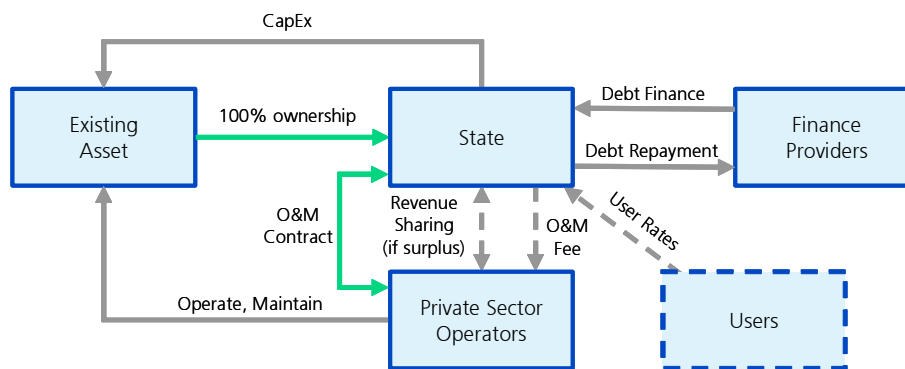 CapEx
Existing
Asset
100% ownership
State
Debt Finance
Debt Repayment
Finance
Providers
O&M
Contract
Revenue
Sharing
(if surplus)
O&M
Fee
User Rates
Operate, Maintain
Private Sector
Operators
Users